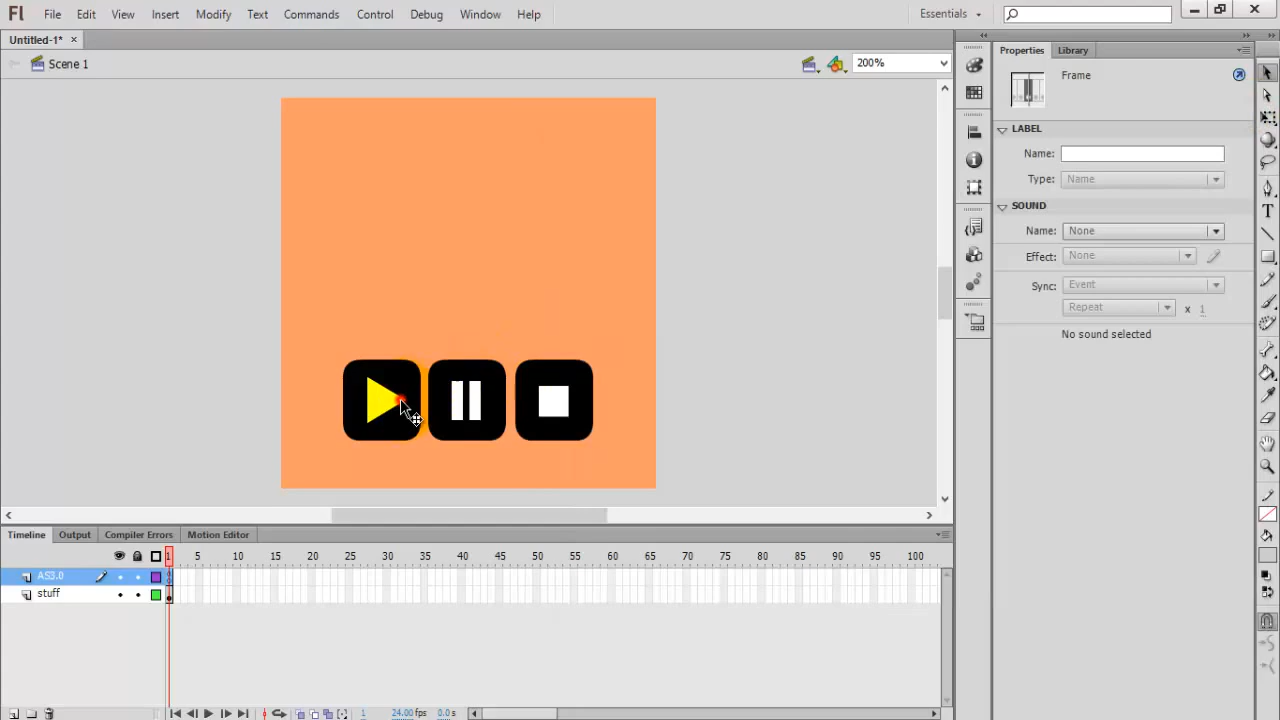 Fl File Edit View Insert Modify Text Commands Control Debug Window Help Essentials
Untitled-1* ×
Scene 1 200%
Properties Library
Frame
LABEL
Name:
Type: Name
SOUND
Name: None
Effect: None
Sync: Event
Repeat x 1
No sound selected
Timeline Output Compiler Errors Motion Editor
1 5 10 15 20 25 30 35 40 45 50 55 60 65 70 75 80 85 90 95 100
AS3.0
stuff
1 24.00 fps 0.0 s